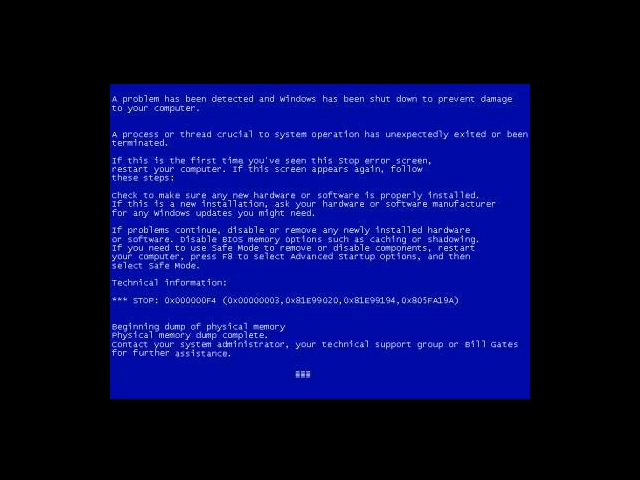 A problem has been detected and Windows has been shut down to prevent damage
to your computer.
A process or thread crucial to system operation has unexpectedly exited or been
terminated.
If this is the first time you've seen this Stop error screen,
restart your computer. If this screen appears again, follow
these steps:
Check to make sure any new hardware or software is properly installed.
If this is a new installation, ask your hardware or software manufacturer
for any Windows updates you might need.
If problems continue, disable or remove any newly installed hardware
or software. Disable BIOS memory options such as caching or shadowing.
If you need to use Safe Mode to remove or disable components, restart
your computer, press F8 to select Advanced Startup Options, and then
select Safe Mode.
Technical information:
*** STOP: 0x000000F4 (0x00000003,0x81E99020,0x81E99194,0x805FA19A)
Beginning dump of physical memory
Physical memory dump complete.
Contact your system administrator, your technical support group or Bill Gates
for further assistance.